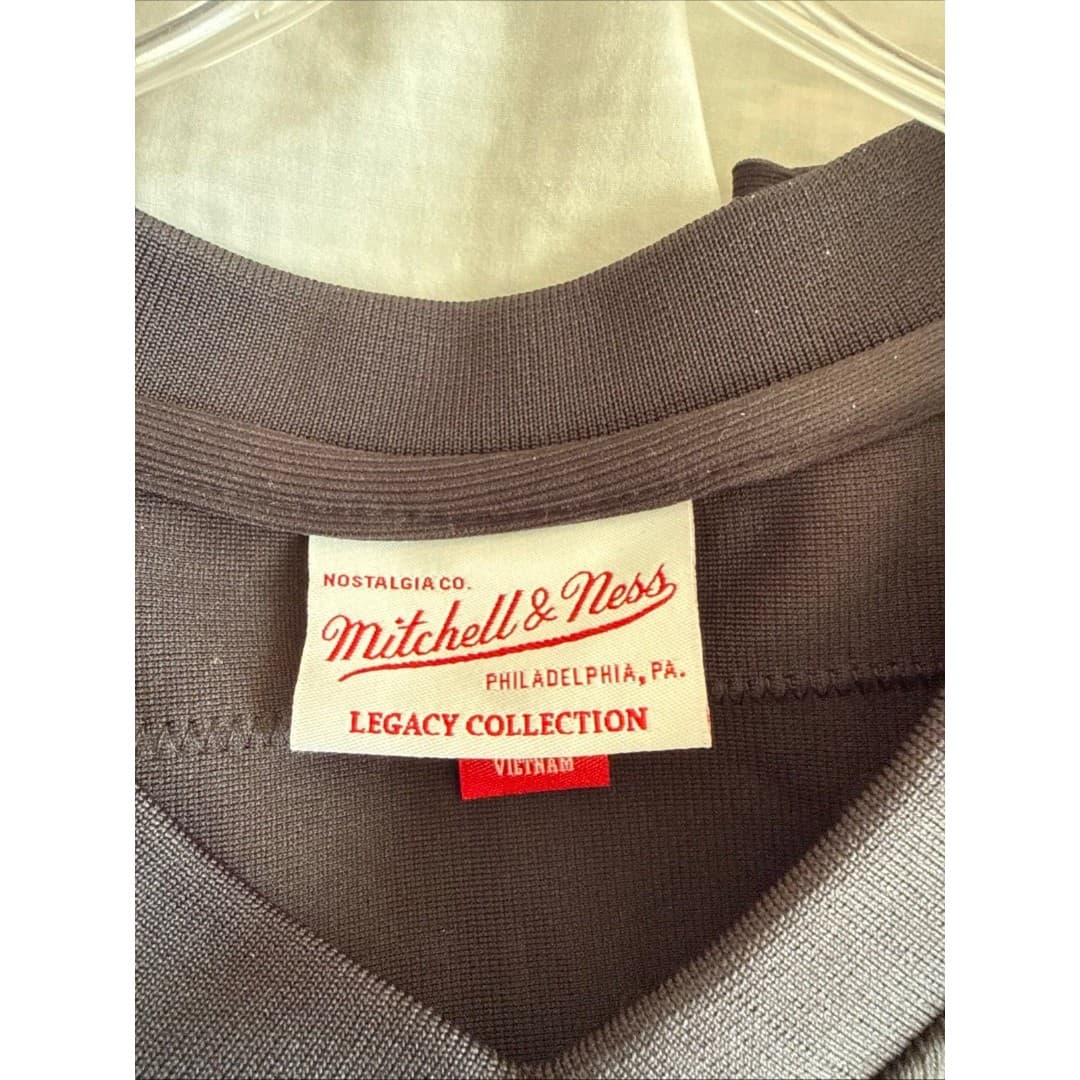 NOSTALGIA CO.
Mitchell & Ness
PHILADELPHIA, PA.
LEGACY COLLECTION
VIETNAM